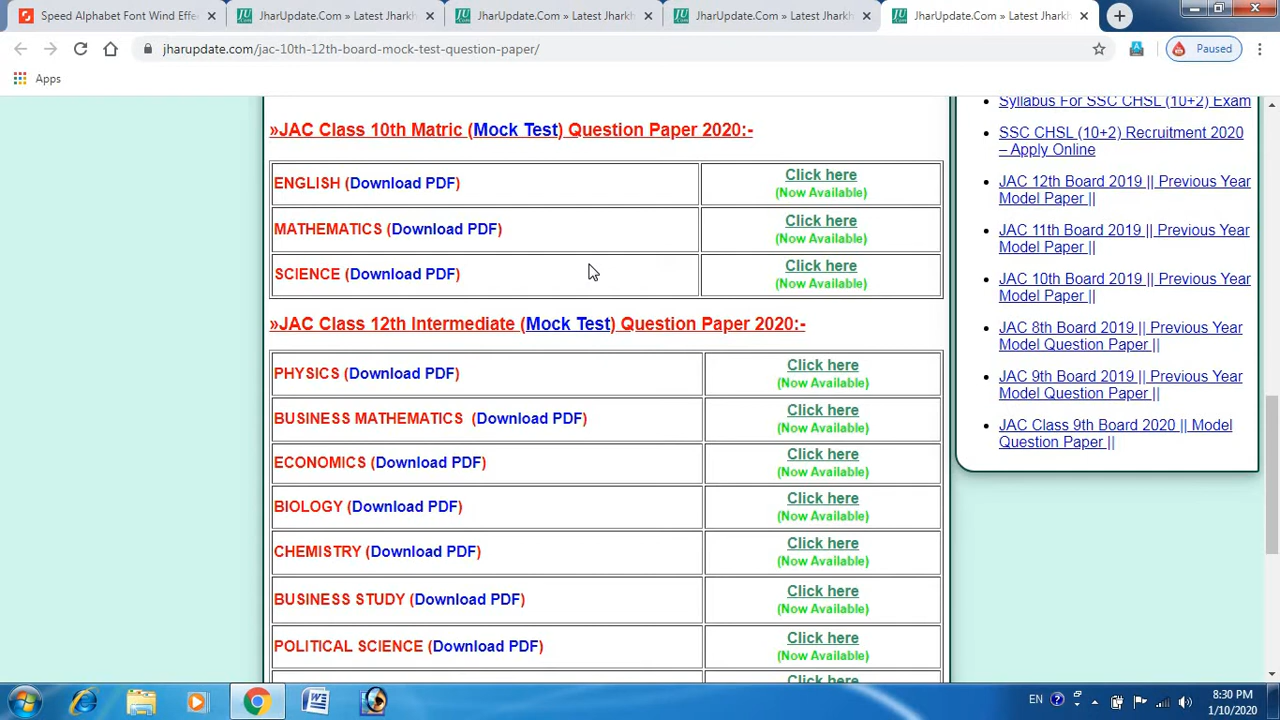 Speed Alphabet Font Wind Effe
JharUpdate.Com » Latest Jharkh
JharUpdate.Com » Latest Jharkh
JharUpdate.Com » Latest Jharkh
JharUpdate.Com » Latest Jharkh
jharupdate.com/jac-10th-12th-board-mock-test-question-paper/
Paused
Apps
»JAC Class 10th Matric (Mock Test) Question Paper 2020:-
ENGLISH (Download PDF)
Click here
(Now Available)
MATHEMATICS (Download PDF)
Click here
(Now Available)
SCIENCE (Download PDF)
Click here
(Now Available)
»JAC Class 12th Intermediate (Mock Test) Question Paper 2020:-
PHYSICS (Download PDF)
Click here
(Now Available)
BUSINESS MATHEMATICS (Download PDF)
Click here
(Now Available)
ECONOMICS (Download PDF)
Click here
(Now Available)
BIOLOGY (Download PDF)
Click here
(Now Available)
CHEMISTRY (Download PDF)
Click here
(Now Available)
BUSINESS STUDY (Download PDF)
Click here
(Now Available)
POLITICAL SCIENCE (Download PDF)
Click here
(Now Available)
Click here
Syllabus For SSC CHSL (10+2) Exam
SSC CHSL (10+2) Recruitment 2020
– Apply Online
JAC 12th Board 2019 || Previous Year
Model Paper ||
JAC 11th Board 2019 || Previous Year
Model Paper ||
JAC 10th Board 2019 || Previous Year
Model Paper ||
JAC 8th Board 2019 || Previous Year
Model Question Paper ||
JAC 9th Board 2019 || Previous Year
Model Question Paper ||
JAC Class 9th Board 2020 || Model
Question Paper ||
EN
8:30 PM
1/10/2020